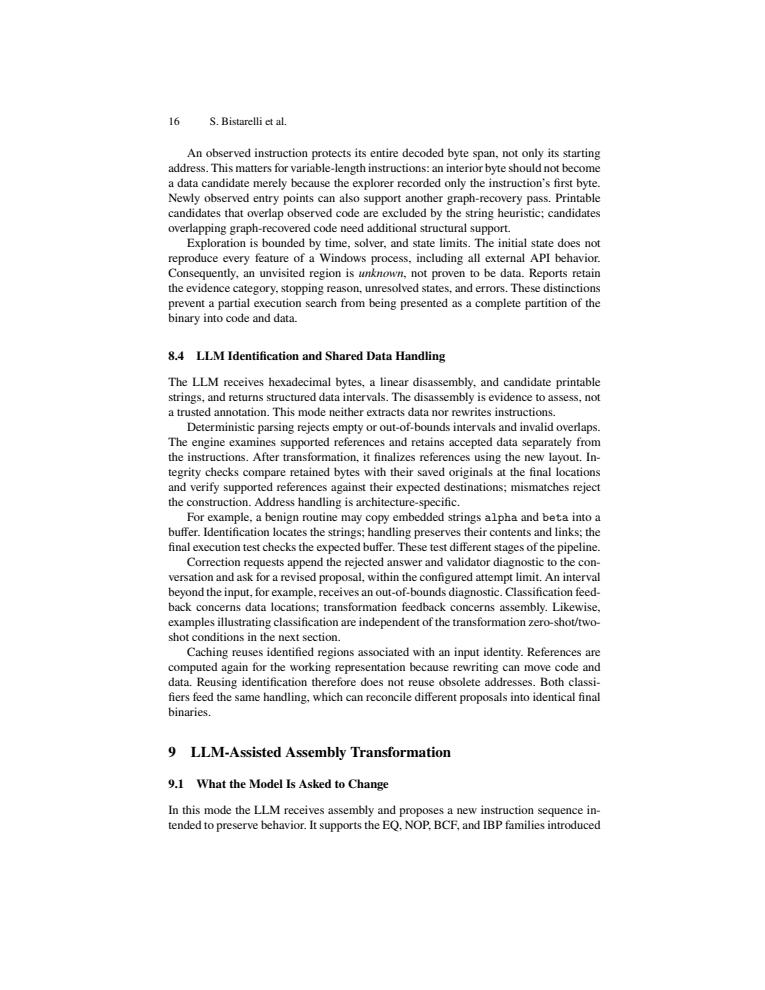 16 S. Bistarelli et al.
An observed instruction protects its entire decoded byte span, not only its starting
address. This matters for variable-length instructions: an interior byte should not become
a data candidate merely because the explorer recorded only the instruction's first byte.
Newly observed entry points can also support another graph-recovery pass. Printable
candidates that overlap observed code are excluded by the string heuristic; candidates
overlapping graph-recovered code need additional structural support.
Exploration is bounded by time, solver, and state limits. The initial state does not
reproduce every feature of a Windows process, including all external API behavior.
Consequently, an unvisited region is unknown, not proven to be data. Reports retain
the evidence category, stopping reason, unresolved states, and errors. These distinctions
prevent a partial execution search from being presented as a complete partition of the
binary into code and data.
8.4 LLM Identification and Shared Data Handling
The LLM receives hexadecimal bytes, a linear disassembly, and candidate printable
strings, and returns structured data intervals. The disassembly is evidence to assess, not
a trusted annotation. This mode neither extracts data nor rewrites instructions.
Deterministic parsing rejects empty or out-of-bounds intervals and invalid overlaps.
The engine examines supported references and retains accepted data separately from
the instructions. After transformation, it finalizes references using the new layout. In-
tegrity checks compare retained bytes with their saved originals at the final locations
and verify supported references against their expected destinations; mismatches reject
the construction. Address handling is architecture-specific.
For example, a benign routine may copy embedded strings alpha and beta into a
buffer. Identification locates the strings; handling preserves their contents and links; the
final execution test checks the expected buffer. These test different stages of the pipeline.
Correction requests append the rejected answer and validator diagnostic to the con-
versation and ask for a revised proposal, within the configured attempt limit. An interval
beyond the input, for example, receives an out-of-bounds diagnostic. Classification feed-
back concerns data locations; transformation feedback concerns assembly. Likewise,
examples illustrating classification are independent of the transformation zero-shot/two-
shot conditions in the next section.
Caching reuses identified regions associated with an input identity. References are
computed again for the working representation because rewriting can move code and
data. Reusing identification therefore does not reuse obsolete addresses. Both classi-
fiers feed the same handling, which can reconcile different proposals into identical final
binaries.
9 LLM-Assisted Assembly Transformation
9.1 What the Model Is Asked to Change
In this mode the LLM receives assembly and proposes a new instruction sequence in-
tended to preserve behavior. It supports the EQ, NOP, BCF, and IBP families introduced